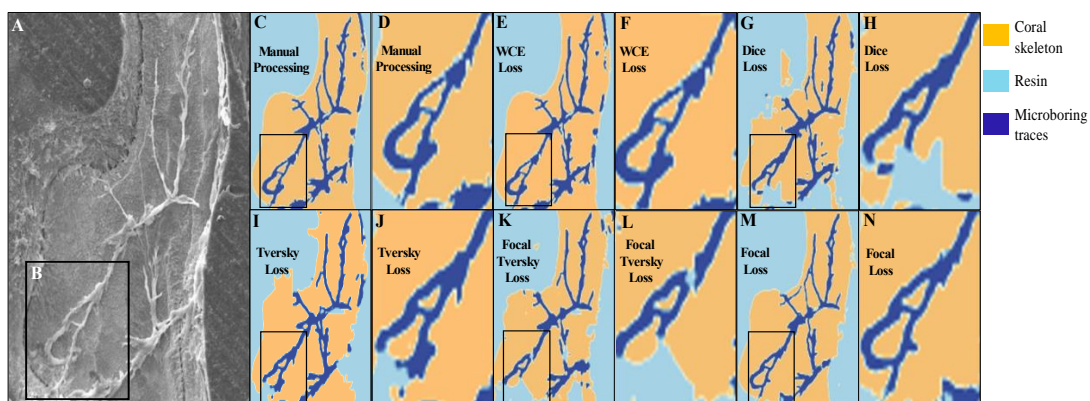 A
B
C
Manual
Processing
D
Manual
Processing
E
WCE
Loss
F
WCE
Loss
G
Dice
Loss
H
Dice
Loss
I
Tversky
Loss
J
Tversky
Loss
K
Focal
Tversky
Loss
L
Focal
Tversky
Loss
M
Focal Loss
N
Focal Loss
Coral
skeleton
Resin
Microboring
traces